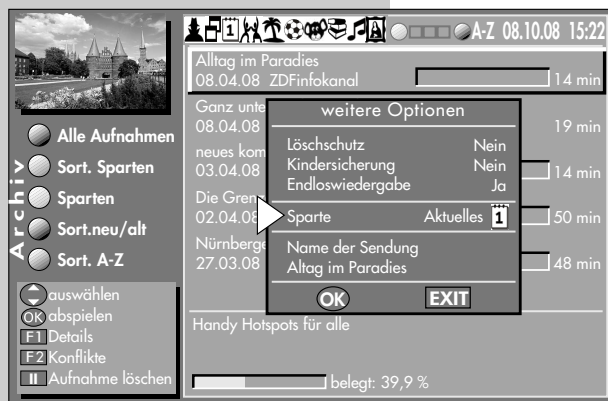 A-Z 08.10.08 15:22
Archiv
Alle Aufnahmen
Sort. Sparten
Sparten
Sort.neu/alt
Sort. A-Z
auswählen
OK abspielen
F1 Details
F2 Konflikte
II Aufnahme löschen
Alltag im Paradies
08.04.08 ZDFinfokanal 14 min
Ganz unte
08.04.08 19 min
neues kom
03.04.08 14 min
Die Gren
02.04.08 50 min
Nürnberge
27.03.08 48 min
weitere Optionen
Löschschutz Nein
Kindersicherung Nein
Endloswiedergabe Ja
Sparte Aktuelles 1
Name der Sendung
Altag im Paradies
OK EXIT
Handy Hotspots für alle
belegt: 39,9 %